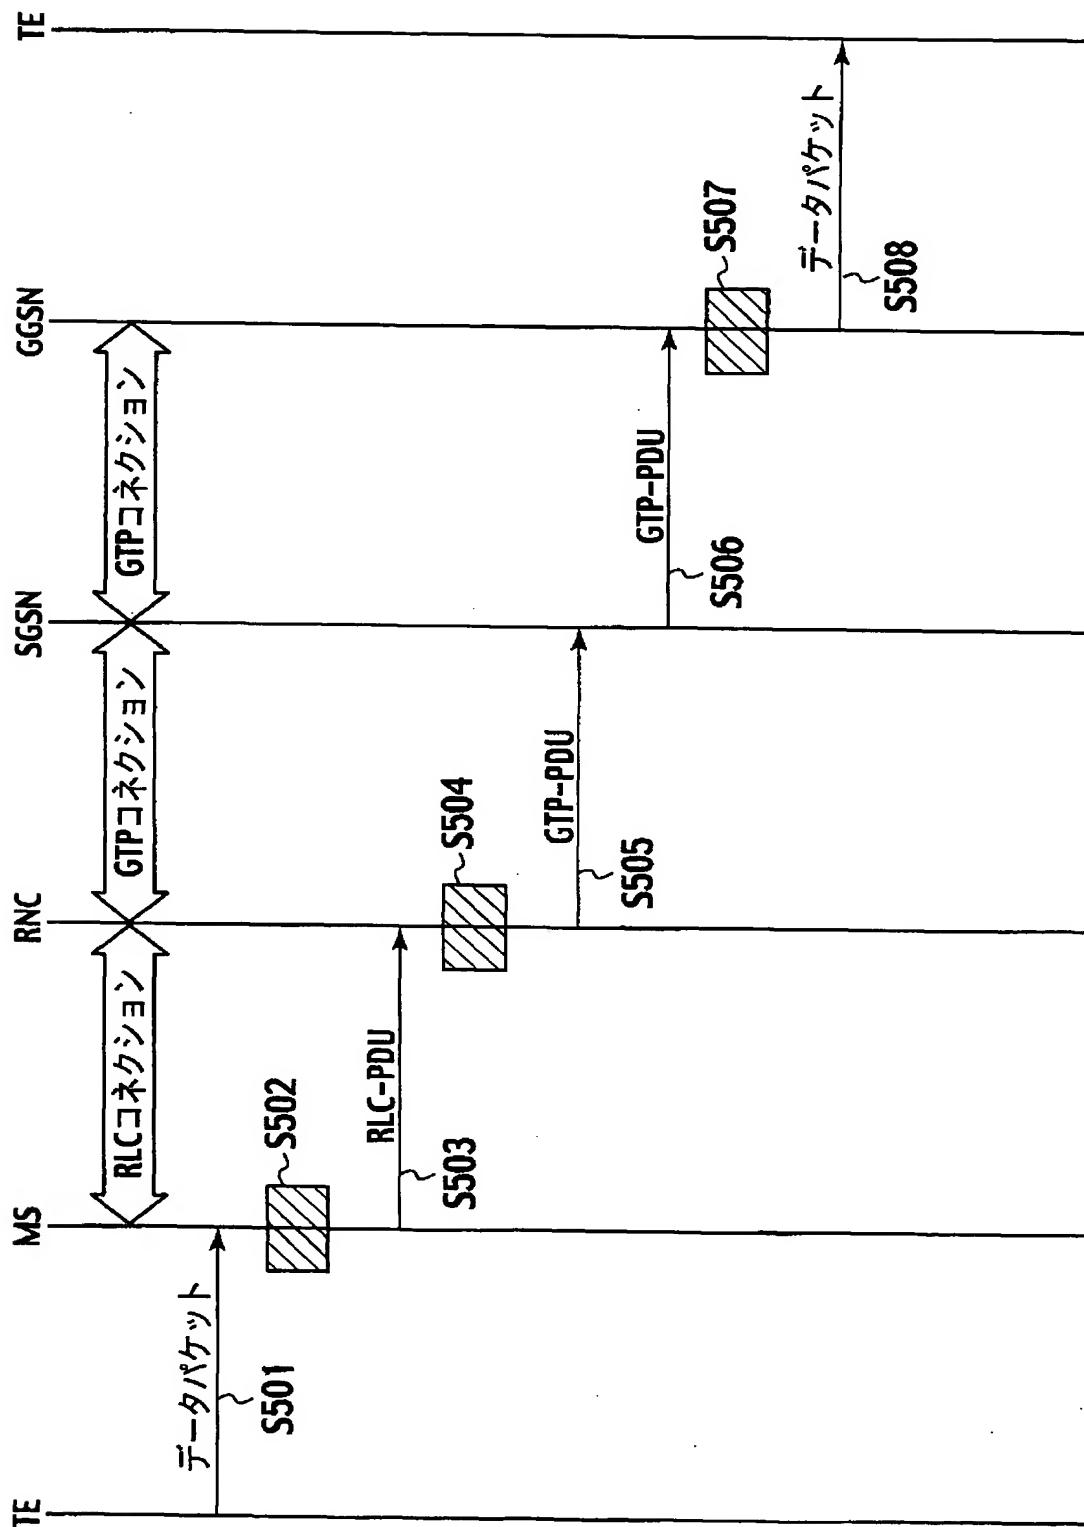 TE
MS
RNC
SGSN
GGSN
TE
RLCコネクション
GTPコネクション
GTPコネクション
データパケット
S501
S502
RLC-PDU
S503
S504
GTP-PDU
S505
GTP-PDU
S506
S507
データパケット
S508